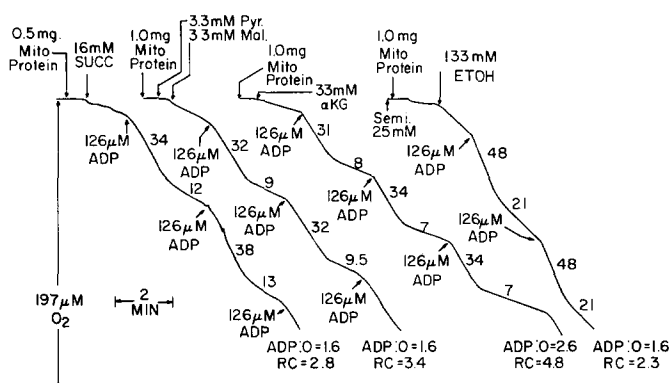 0.5 mg.
Mito
Protein
16mM
SUCC
1.0mg
Mito
Protein
3.3mM Pyr.
3.3mM Mal.
1.0mg
Mito
Protein
33mM
αKG
1.0mg
Mito
Protein
Semi.
25mM
133 mM
ETOH
126µM
ADP
34
12
126µM
ADP
38
13
126µM
ADP
126µM
ADP
32
9
126µM
ADP
32
9.5
126µM
ADP
126µM
ADP
31
8
126µM
ADP
34
7
126µM
ADP
34
7
126µM
ADP
48
21
126µM
ADP
48
21
197µM
O2
2
MIN
ADP:O=1.6
RC=2.8
ADP:O=1.6
RC=3.4
ADP:O=2.6
RC=4.8
ADP:O=1.6
RC=2.3